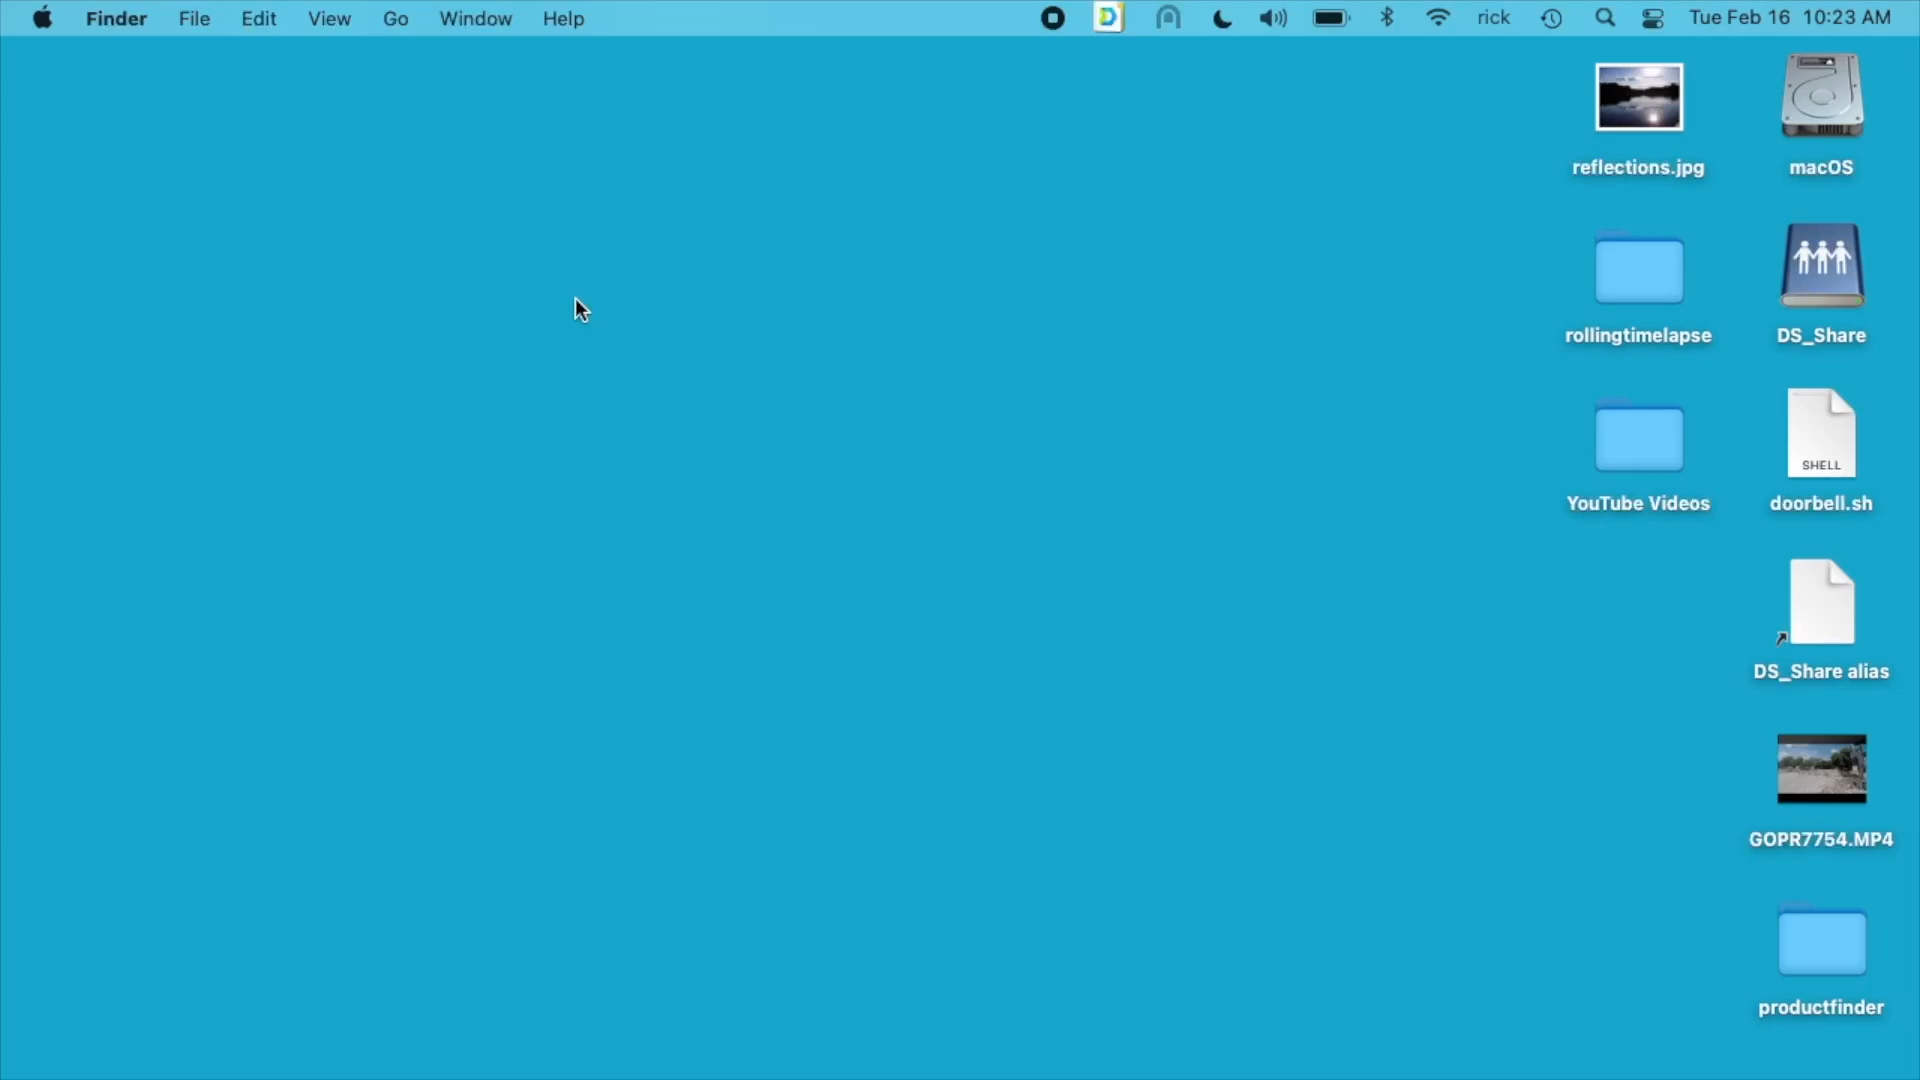 Finder File Edit View Go Window Help rick Tue Feb 16 10:23 AM
reflections.jpg macOS
rollingtimelapse DS_Share
SHELL
YouTube Videos doorbell.sh
DS_Share alias
GOPR7754.MP4
productfinder